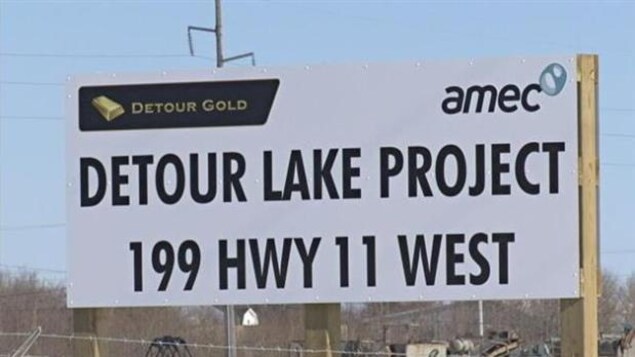 DETOUR GOLD
amec
DETOUR LAKE PROJECT
199 HWY 11 WEST